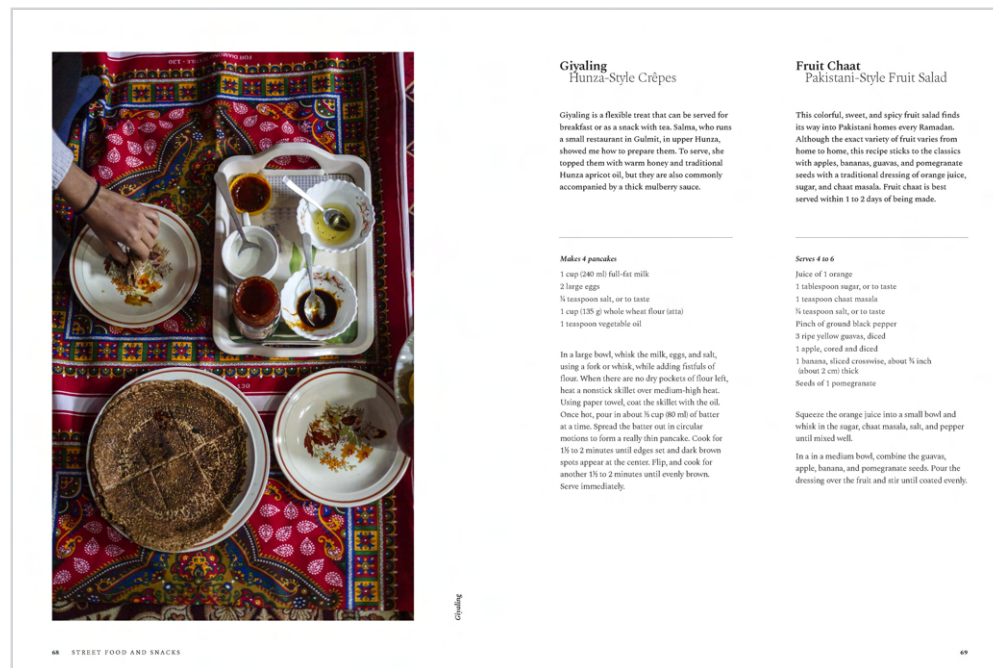 Giyaling
Hunza-Style Crêpes
Giyaling is a flexible treat that can be served for
breakfast or as a snack with tea. Salma, who runs
a small restaurant in Gulmit, in upper Hunza,
showed me how to prepare them. To serve, she
topped them with warm honey and traditional
Hunza apricot oil, but they are also commonly
accompanied by a thick mulberry sauce.
Makes 4 pancakes
1 cup (240 ml) full-fat milk
2 large eggs
teaspoon salt, or to taste
1 cup (135 g) whole wheat flour (atta)
1 teaspoon vegetable oil
In a large bowl, whisk the milk, eggs, and salt,
using a fork or whisk, while adding fistfuls of
flour. When there are no dry pockets of flour left,
heat a nonstick skillet over medium-high heat.
Using paper towel, coat the skillet with the oil.
Once hot, pour in about ⅓ cup (80 ml) of batter
at a time. Spread the batter out in circular
motions to form a really thin pancake. Cook for
1½ to 2 minutes until edges set and dark brown
spots appear at the center. Flip, and cook for
another 1½ to 2 minutes until evenly brown.
Serve immediately.
Fruit Chaat
Pakistani-Style Fruit Salad
This colorful, sweet, and spicy fruit salad finds
its way into Pakistani homes every Ramadan.
Although the exact variety of fruit varies from
home to home, this recipe sticks to the classics
with apples, bananas, guavas, and pomegranate
seeds with a traditional dressing of orange juice,
sugar, and chaat masala. Fruit chaat is best
served within 1 to 2 days of being made.
Serves 4 to 6
Juice of 1 orange
1 tablespoon sugar, or to taste
1 teaspoon chaat masala
teaspoon salt, or to taste
Pinch of ground black pepper
3 ripe yellow guavas, diced
1 apple, cored and diced
1 banana, sliced crosswise, about ¾ inch
(about 2 cm) thick
Seeds of 1 pomegranate
Squeeze the orange juice into a small bowl and
whisk in the sugar, chaat masala, salt, and pepper
until mixed well.
In a in a medium bowl, combine the guavas,
apple, banana, and pomegranate seeds. Pour the
dressing over the fruit and stir until coated evenly.
Giyaling
68 STREET FOOD AND SNACKS
69